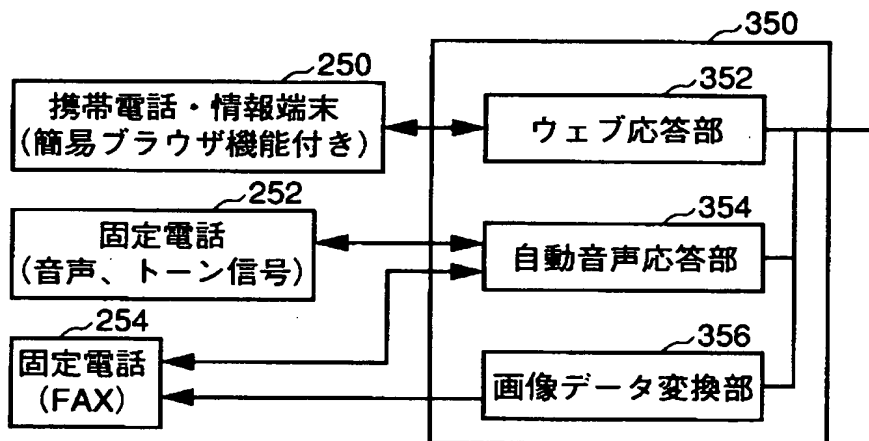 350
250
携帯電話・情報端末
(簡易ブラウザ機能付き)
352
ウェブ応答部
252
固定電話
(音声、トーン信号)
354
自動音声応答部
254
固定電話
(FAX)
356
画像データ変換部